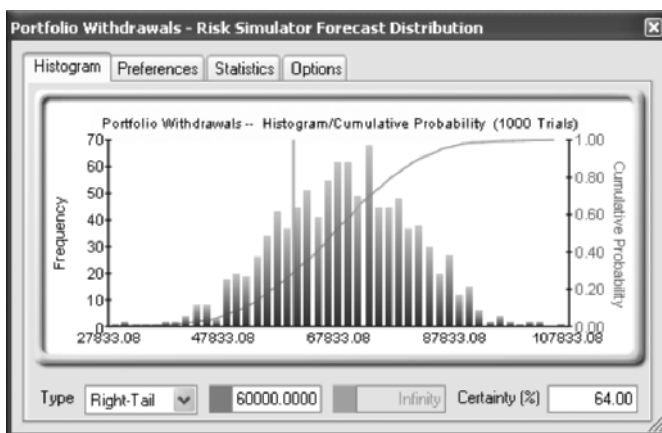 Portfolio Withdrawals - Risk Simulator Forecast Distribution
Histogram Preferences Statistics Options
Portfolio Withdrawals -- Histogram/Cumulative Probability (1000 Trials)
70 1.00
60
50 0.80
40 0.60
30 0.40
20
10 0.20
0 0.00
Frequency
Cumulative Probability
27833.08 47833.08 67833.08 87833.08 107833.08
Type Right-Tail 60000.0000 Infinity Certainty (%) 64.00